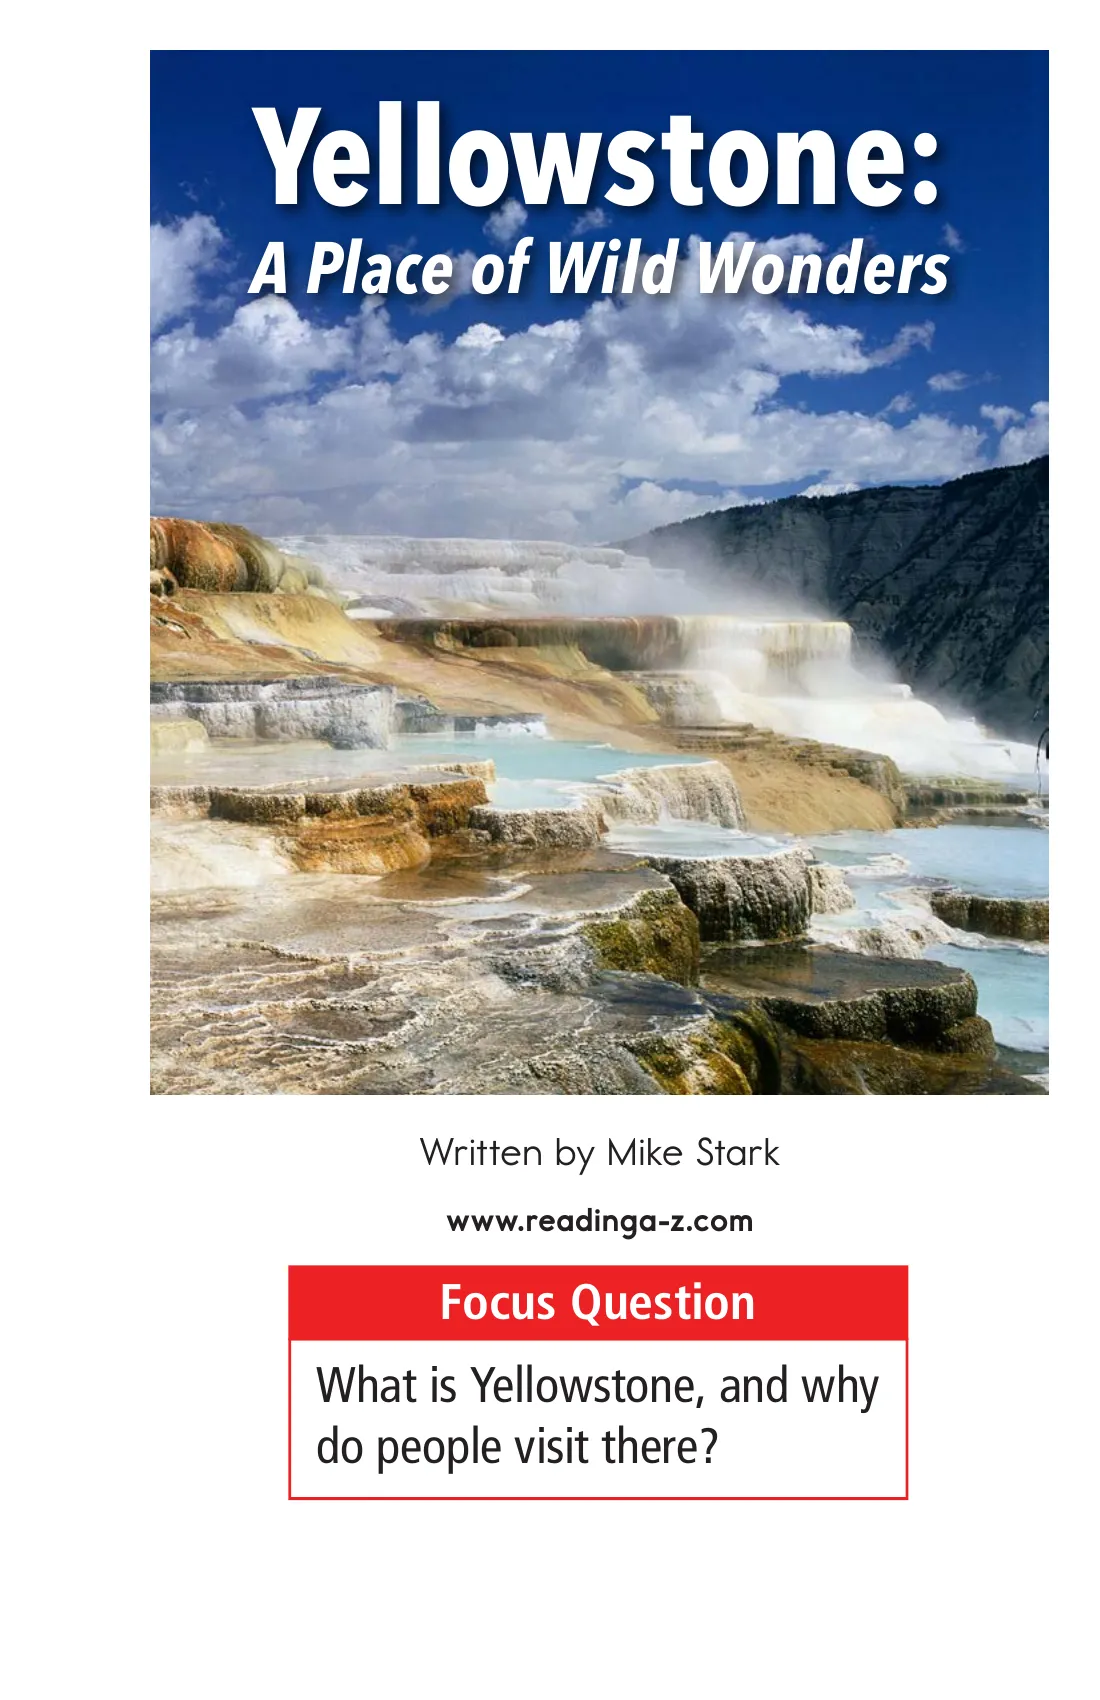 Yellowstone:
A Place of Wild Wonders
Written by Mike Stark
www.readinga-z.com
Focus Question
What is Yellowstone, and why
do people visit there?